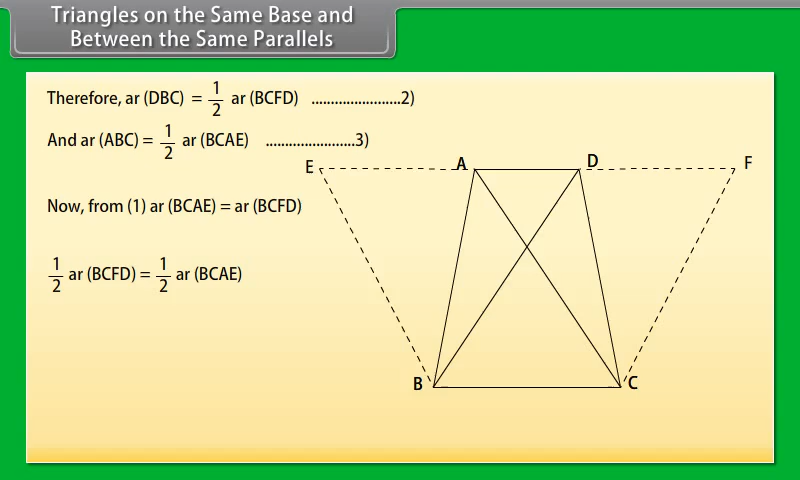 Triangles on the Same Base and
Between the Same Parallels
Therefore, ar (DBC) = 1/2 ar (BCFD) .......................2)
And ar (ABC) = 1/2 ar (BCAE) .......................3)
E A D F
Now, from (1) ar (BCAE) = ar (BCFD)
1/2 ar (BCFD) = 1/2 ar (BCAE)
B C